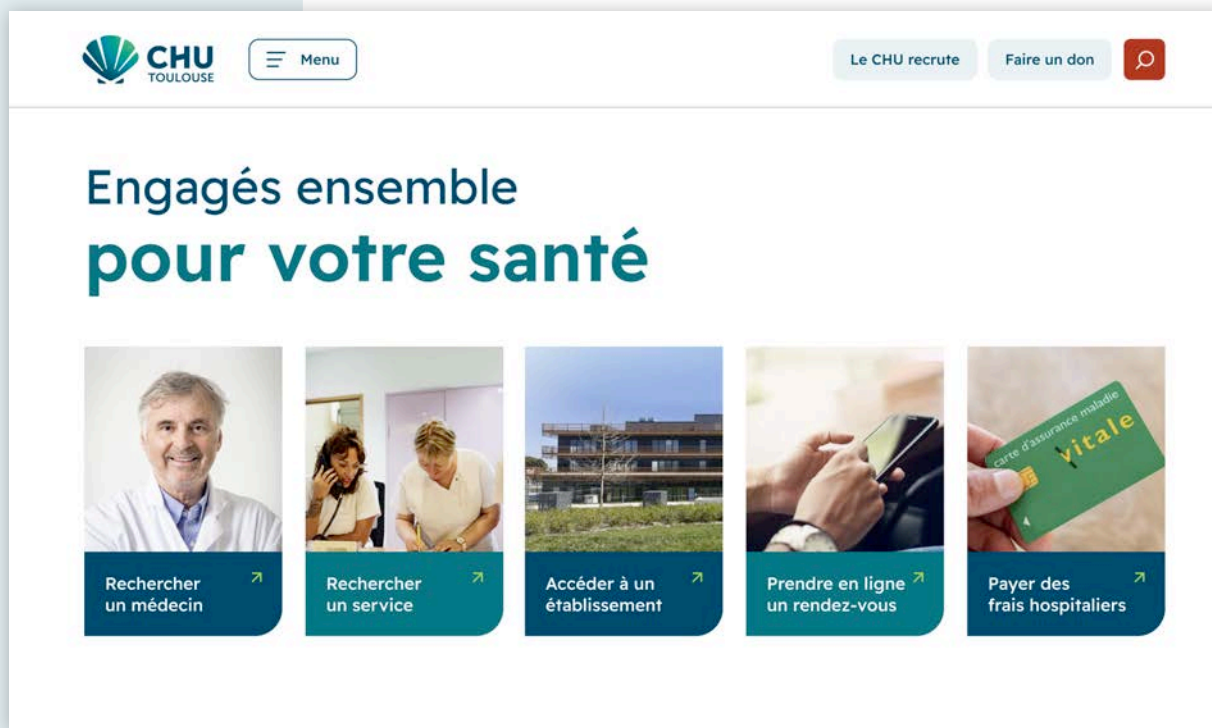 CHU
TOULOUSE
Menu
Le CHU recrute
Faire un don
Engagés ensemble
pour votre santé
carte d'assurance maladie
vitale
Rechercher
un médecin
Rechercher
un service
Accéder à un
établissement
Prendre en ligne
un rendez-vous
Payer des
frais hospitaliers